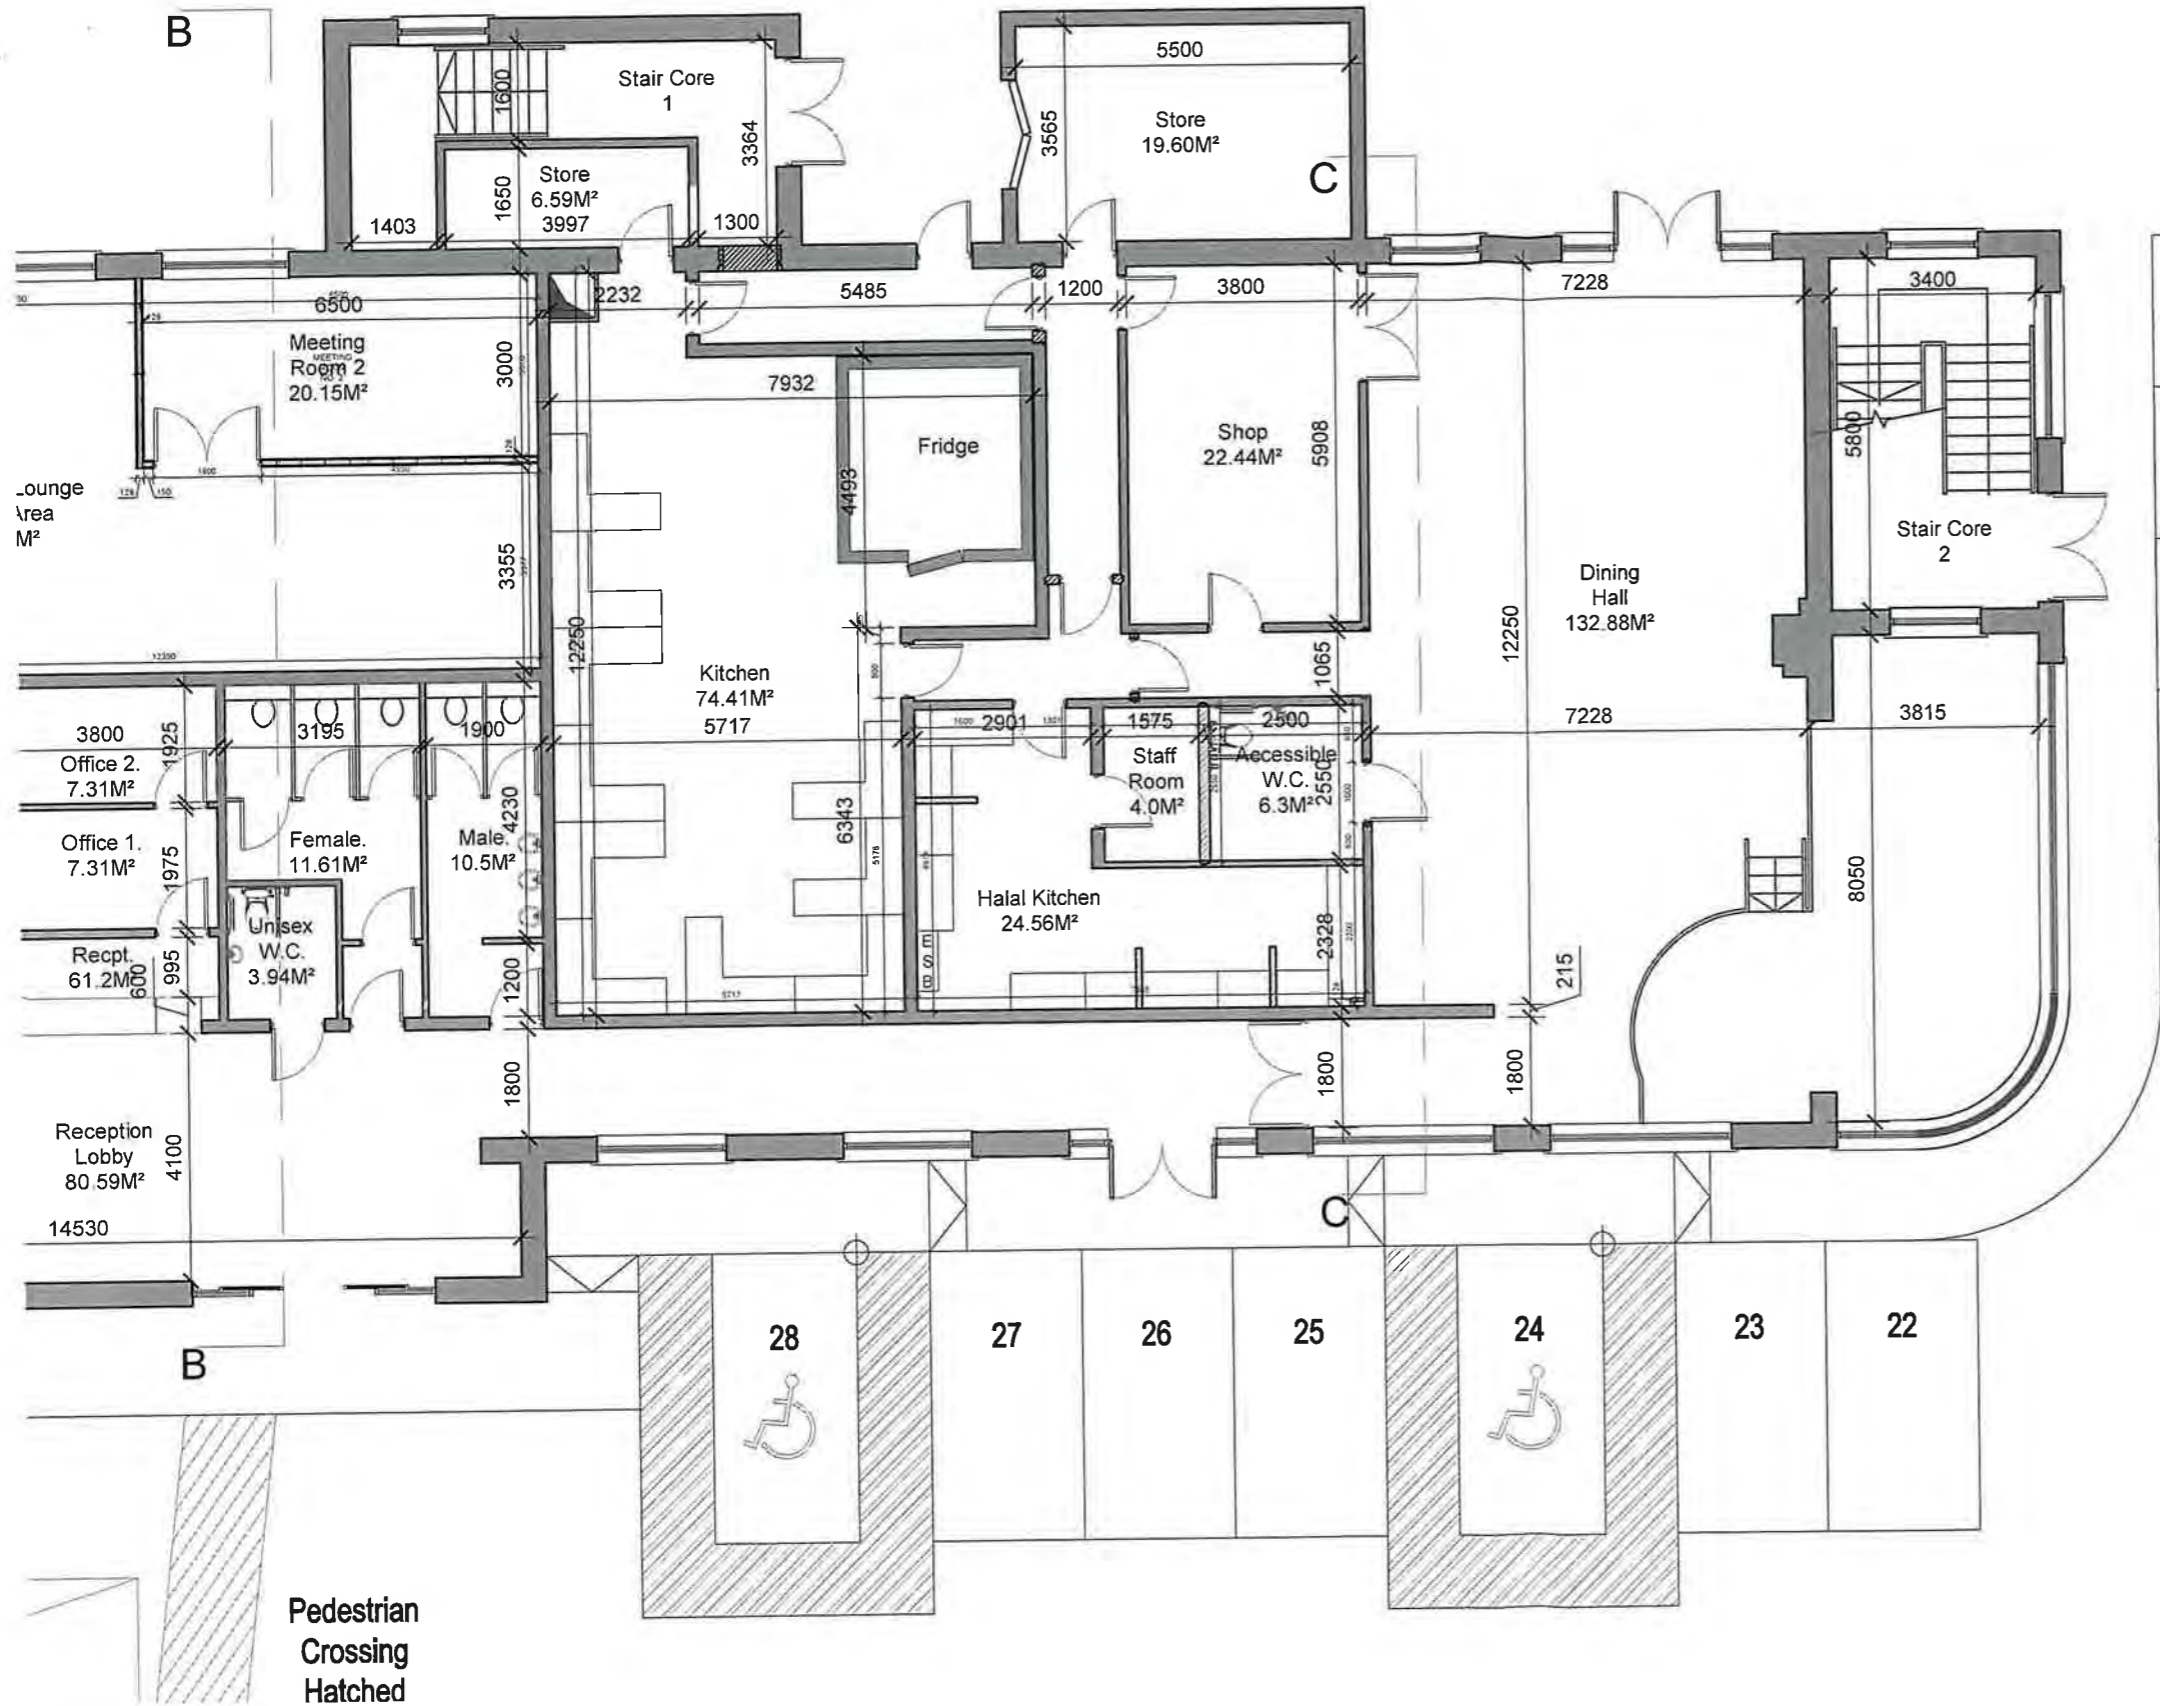 B
5500
Stair Core
1
1600
3364
3565
Store
19.60M²
C
Store
6.59M²
3997
1650
1403
1300
6500
2232
5485
1200
3800
7228
3400
Meeting
Room 2
20.15M²
3000
7932
Fridge
4493
Shop
22.44M²
5908
5800
Stair Core
2
128
150
1800
3355
12250
Dining
Hall
132.88M²
12250
Kitchen
74.41M²
5717
1065
3800
1925
3195
1900
2901
1575
2500
7228
3815
Office 2.
7.31M²
Staff
Room
4.0M²
Accessible
W.C.
6.3M²
2550
Office 1.
7.31M²
1975
Female.
11.61M²
Male.
10.5M²
4230
6343
5176
8050
Halal Kitchen
24.56M²
Unisex
W.C.
3.94M²
Recpt.
61.2M²
600
995
1200
2328
215
5717
1800
1800
1800
Reception
Lobby
80.59M²
4100
14530
C
28
27
26
25
24
23
22
B
Pedestrian
Crossing
Hatched